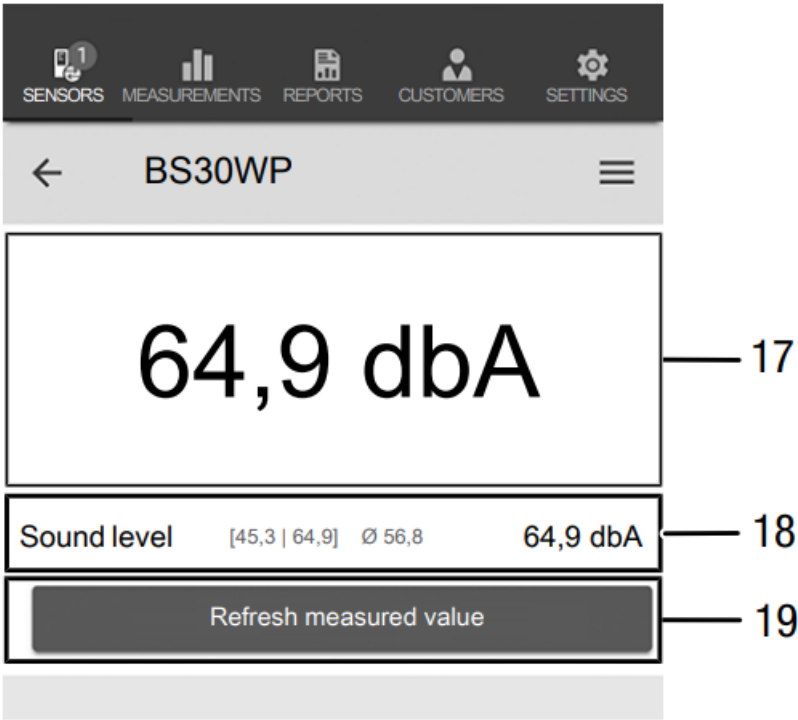 1
SENSORS MEASUREMENTS REPORTS CUSTOMERS SETTINGS
BS30WP
64,9 dbA
17
Sound level [45,3 | 64,9] Ø 56,8 64,9 dbA
18
Refresh measured value
19